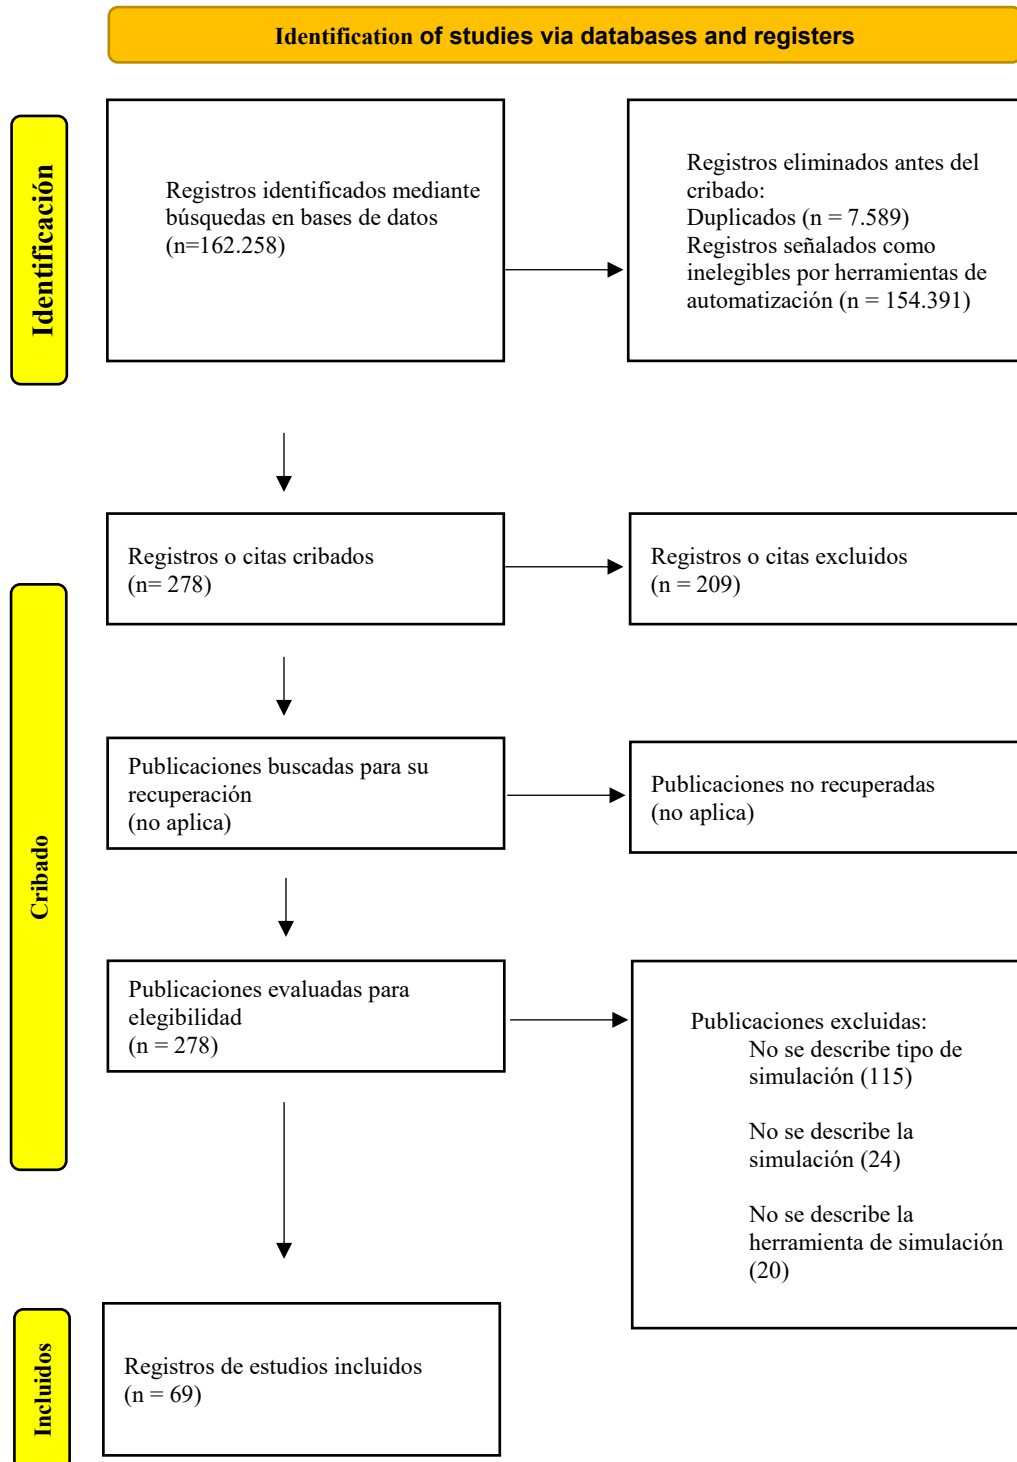 Identification of studies via databases and registers
Identificación
Registros identificados mediante
búsquedas en bases de datos
(n=162.258)
Registros eliminados antes del
cribado:
Duplicados (n = 7.589)
Registros señalados como
inelegibles por herramientas de
automatización (n = 154.391)
Cribado
Registros o citas cribados
(n= 278)
Registros o citas excluidos
(n = 209)
Publicaciones buscadas para su
recuperación
(no aplica)
Publicaciones no recuperadas
(no aplica)
Publicaciones evaluadas para
elegibilidad
(n = 278)
Publicaciones excluidas:
No se describe tipo de
simulación (115)
No se describe la
simulación (24)
No se describe la
herramienta de simulación
(20)
Incluidos
Registros de estudios incluidos
(n = 69)